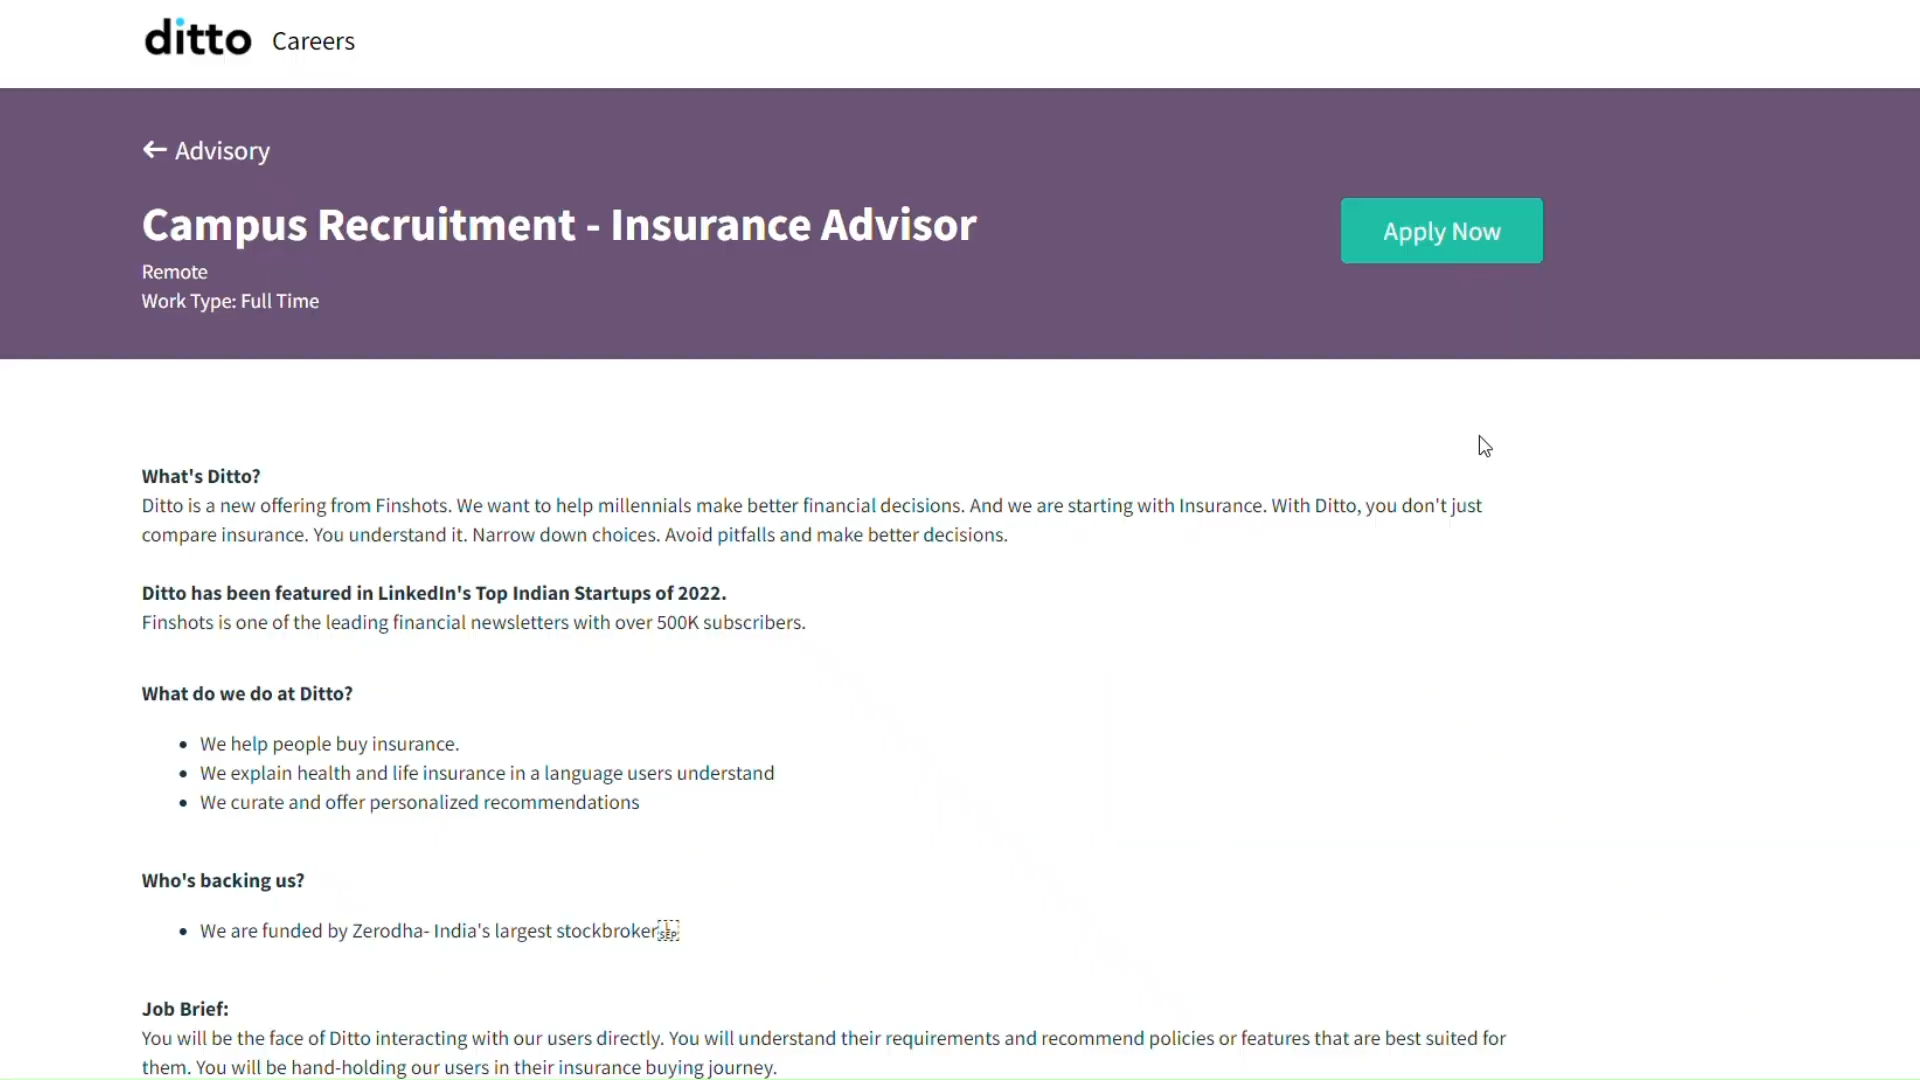 ditto Careers
← Advisory
Campus Recruitment - Insurance Advisor
Apply Now
Remote
Work Type: Full Time
What's Ditto?
Ditto is a new offering from Finshots. We want to help millennials make better financial decisions. And we are starting with Insurance. With Ditto, you don't just
compare insurance. You understand it. Narrow down choices. Avoid pitfalls and make better decisions.
Ditto has been featured in LinkedIn's Top Indian Startups of 2022.
Finshots is one of the leading financial newsletters with over 500K subscribers.
What do we do at Ditto?
• We help people buy insurance.
• We explain health and life insurance in a language users understand
• We curate and offer personalized recommendations
Who's backing us?
• We are funded by Zerodha- India's largest stockbroker
Job Brief:
You will be the face of Ditto interacting with our users directly. You will understand their requirements and recommend policies or features that are best suited for
them. You will be hand-holding our users in their insurance buying journey.